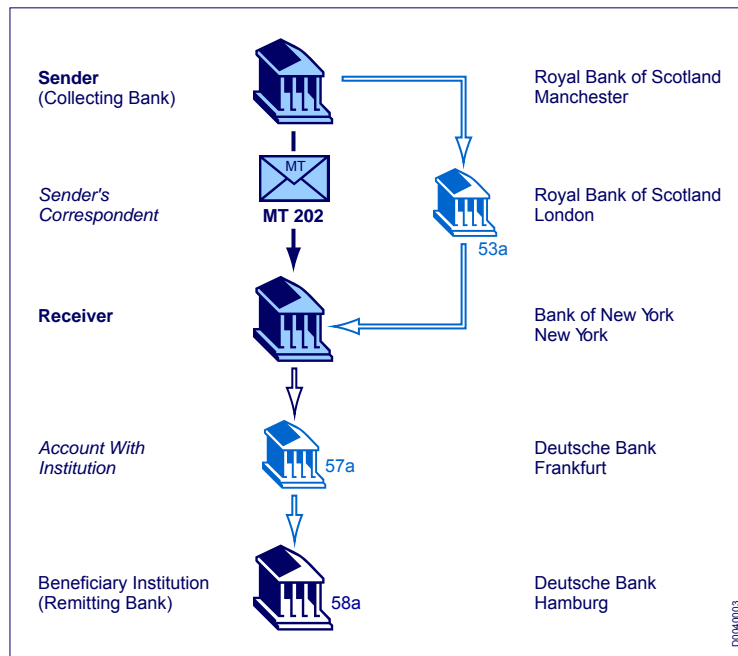 Sender
(Collecting Bank)
Royal Bank of Scotland
Manchester
MT
Sender's
Correspondent
MT 202
Royal Bank of Scotland
London
53a
Receiver
Bank of New York
New York
Account With
Institution
57a
Deutsche Bank
Frankfurt
Beneficiary Institution
(Remitting Bank)
58a
Deutsche Bank
Hamburg
D0040003